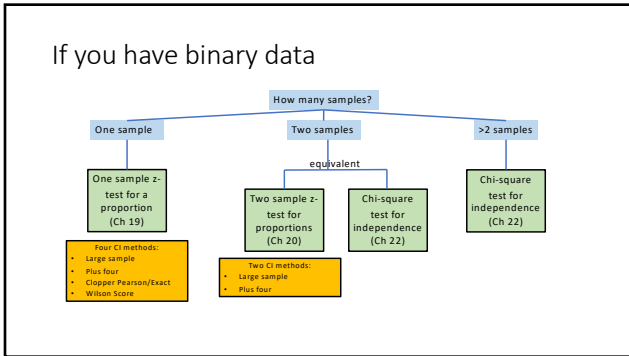 If you have binary data
How many samples?
One sample
Two samples
>2 samples
equivalent
One sample z-
test for a
proportion
(Ch 19)
Two sample z-
test for
proportions
(Ch 20)
Chi-square
test for
independence
(Ch 22)
Chi-square
test for
independence
(Ch 22)
Four CI methods:
• Large sample
• Plus four
• Clopper Pearson/Exact
• Wilson Score
Two CI methods:
• Large sample
• Plus four